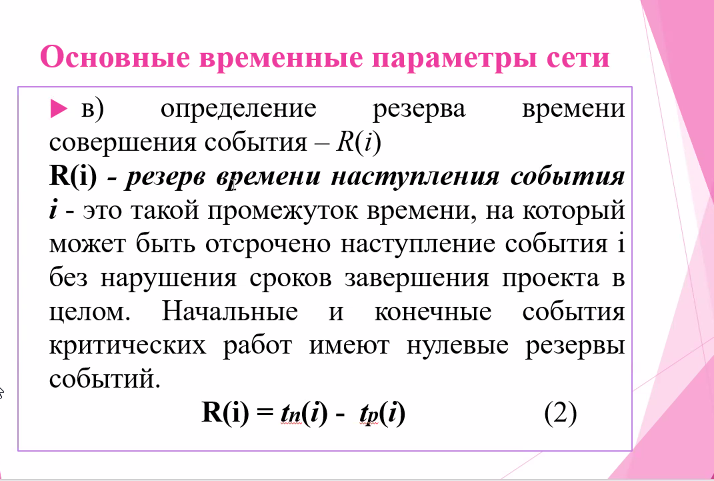 Основные временные параметры сети
в) определение резерва времени
совершения события – R(i)
R(i) - резерв времени наступления события
i - это такой промежуток времени, на который
может быть отсрочено наступление события i
без нарушения сроков завершения проекта в
целом. Начальные и конечные события
критических работ имеют нулевые резервы
событий.
R(i) = tп(i) - tр(i) (2)